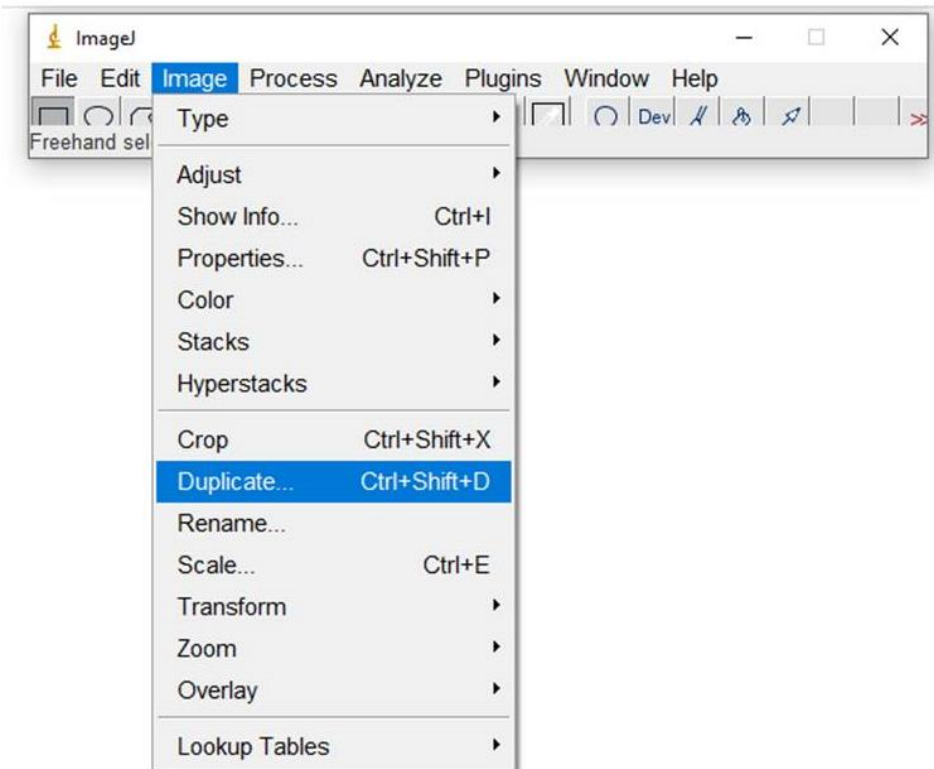 ImageJ
File Edit Image Process Analyze Plugins Window Help
Dev
Freehand sel
Type
Adjust
Show Info... Ctrl+I
Properties... Ctrl+Shift+P
Color
Stacks
Hyperstacks
Crop Ctrl+Shift+X
Duplicate... Ctrl+Shift+D
Rename...
Scale... Ctrl+E
Transform
Zoom
Overlay
Lookup Tables